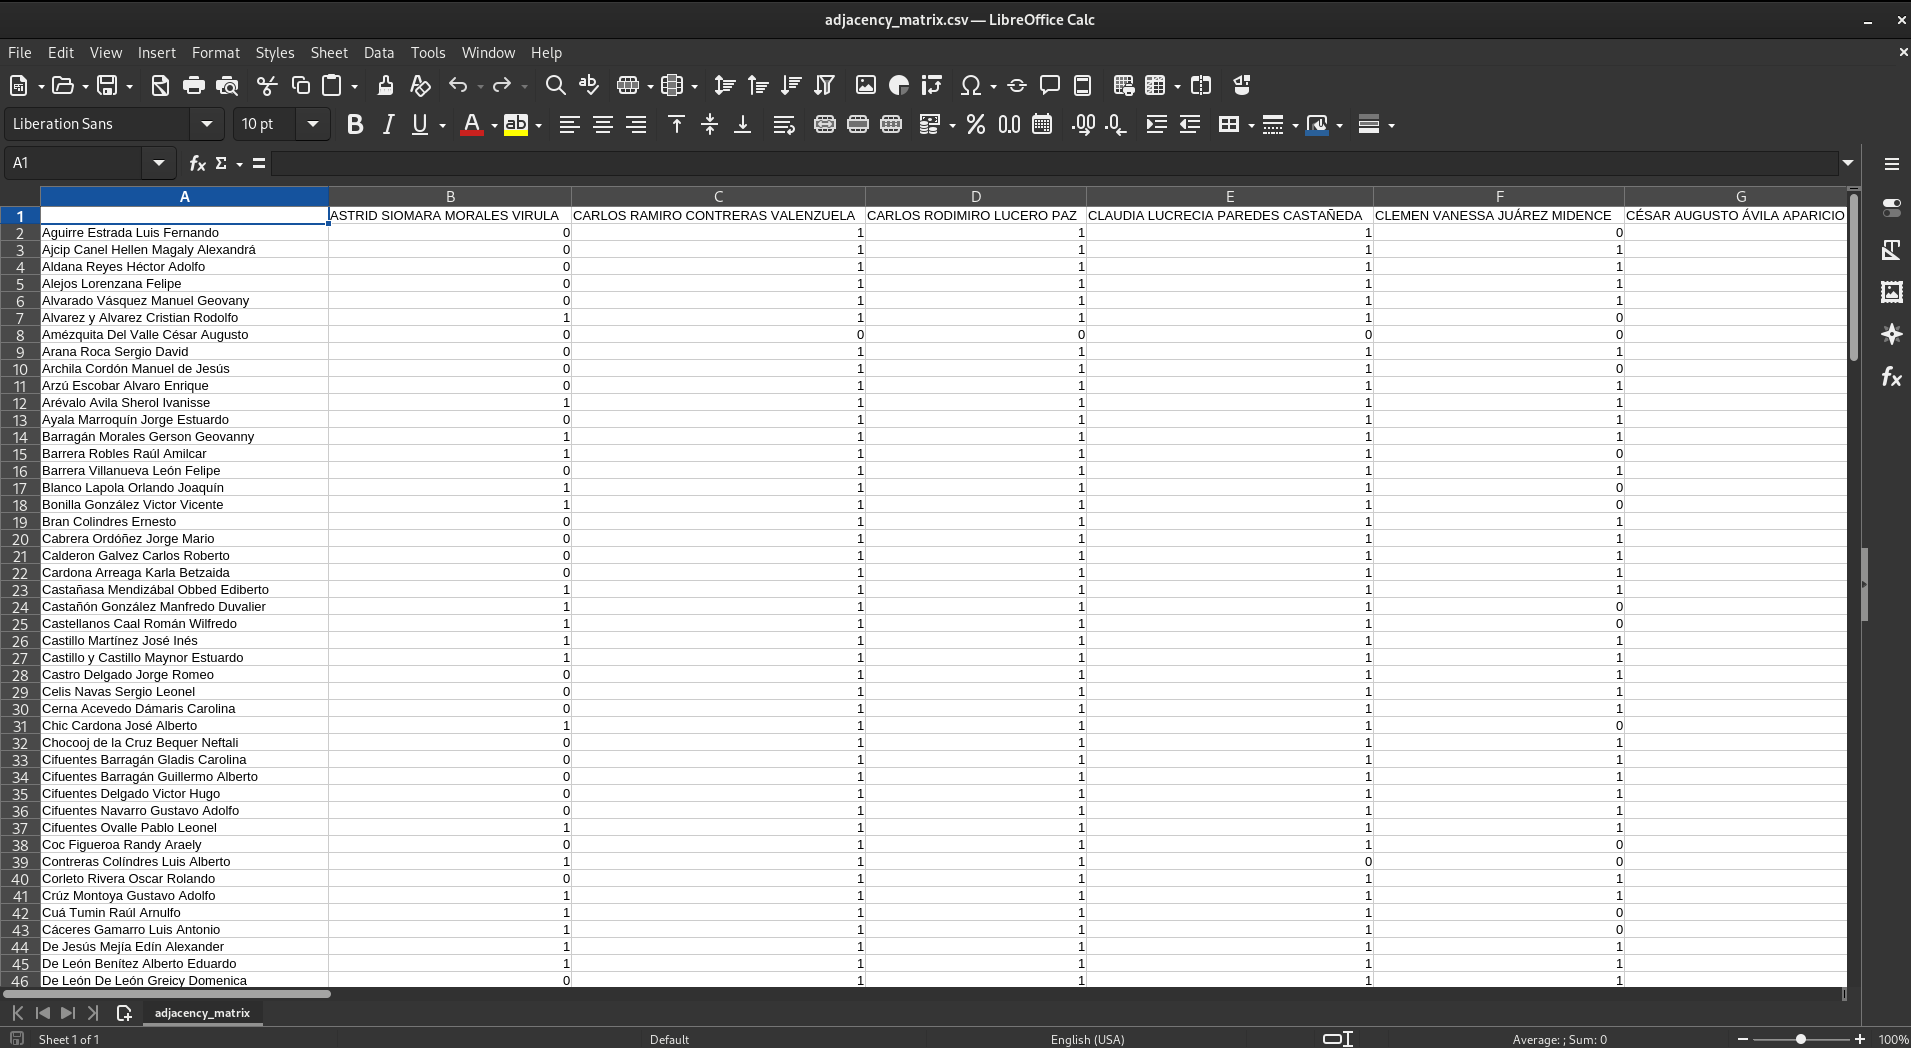 adjacency_matrix.csv — LibreOffice Calc
File Edit View Insert Format Styles Sheet Data Tools Window Help
Liberation Sans 10 pt
A1
A B C D E F G
1 ASTRID SIOMARA MORALES VIRULA CARLOS RAMIRO CONTRERAS VALENZUELA CARLOS RODIMIRO LUCERO PAZ CLAUDIA LUCRECIA PAREDES CASTAÑEDA CLEMEN VANESSA JUÁREZ MIDENCE CÉSAR AUGUSTO ÁVILA APARICIO
2 Aguirre Estrada Luis Fernando 0 1 1 1 0
3 Ajcip Canel Hellen Magaly Alexandrá 0 1 1 1 1
4 Aldana Reyes Héctor Adolfo 0 1 1 1 1
5 Alejos Lorenzana Felipe 0 1 1 1 1
6 Alvarado Vásquez Manuel Geovany 0 1 1 1 1
7 Alvarez y Alvarez Cristian Rodolfo 1 1 1 1 0
8 Amézquita Del Valle César Augusto 0 0 0 0 0
9 Arana Roca Sergio David 0 1 1 1 1
10 Archila Cordón Manuel de Jesús 0 1 1 1 0
11 Arzú Escobar Alvaro Enrique 0 1 1 1 1
12 Arévalo Avila Sherol Ivanisse 1 1 1 1 1
13 Ayala Marroquín Jorge Estuardo 0 1 1 1 1
14 Barragán Morales Gerson Geovanny 1 1 1 1 1
15 Barrera Robles Raúl Amilcar 1 1 1 1 0
16 Barrera Villanueva León Felipe 0 1 1 1 1
17 Blanco Lapola Orlando Joaquín 1 1 1 1 0
18 Bonilla González Victor Vicente 1 1 1 1 0
19 Bran Colindres Ernesto 0 1 1 1 1
20 Cabrera Ordóñez Jorge Mario 0 1 1 1 1
21 Calderon Galvez Carlos Roberto 0 1 1 1 1
22 Cardona Arreaga Karla Betzaida 0 1 1 1 1
23 Castañasa Mendizábal Obbed Ediberto 1 1 1 1 1
24 Castañón González Manfredo Duvalier 1 1 1 1 0
25 Castellanos Caal Román Wilfredo 1 1 1 1 0
26 Castillo Martínez José Inés 1 1 1 1 1
27 Castillo y Castillo Maynor Estuardo 1 1 1 1 1
28 Castro Delgado Jorge Romeo 0 1 1 1 1
29 Celis Navas Sergio Leonel 0 1 1 1 1
30 Cerna Acevedo Dámaris Carolina 0 1 1 1 1
31 Chic Cardona José Alberto 1 1 1 1 0
32 Chocooj de la Cruz Bequer Neftali 0 1 1 1 1
33 Cifuentes Barragán Gladis Carolina 0 1 1 1 1
34 Cifuentes Barragán Guillermo Alberto 0 1 1 1 1
35 Cifuentes Delgado Victor Hugo 0 1 1 1 1
36 Cifuentes Navarro Gustavo Adolfo 0 1 1 1 1
37 Cifuentes Ovalle Pablo Leonel 1 1 1 1 1
38 Coc Figueroa Randy Araely 0 1 1 1 0
39 Contreras Colíndres Luis Alberto 1 1 1 0 0
40 Corleto Rivera Oscar Rolando 0 1 1 1 1
41 Crúz Montoya Gustavo Adolfo 1 1 1 1 1
42 Cuá Tumin Raúl Arnulfo 1 1 1 1 0
43 Cáceres Gamarro Luis Antonio 1 1 1 1 0
44 De Jesús Mejía Edín Alexander 1 1 1 1 1
45 De León Benítez Alberto Eduardo 1 1 1 1 1
46 De León De León Greicy Domenica 0 1 1 1 1
adjacency_matrix
Sheet 1 of 1 Default English (USA) Average: ; Sum: 0 100%